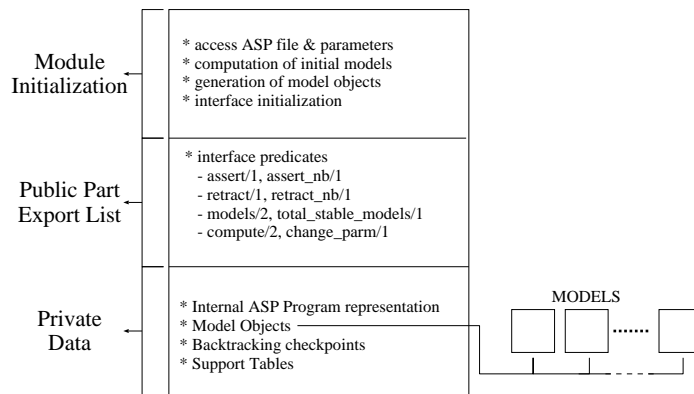 Module
Initialization
* access ASP file & parameters
* computation of initial models
* generation of model objects
* interface initialization
Public Part
Export List
* interface predicates
- assert/1, assert_nb/1
- retract/1, retract_nb/1
- models/2, total_stable_models/1
- compute/2, change_parm/1
Private
Data
* Internal ASP Program representation
* Model Objects
* Backtracking checkpoints
* Support Tables
MODELS